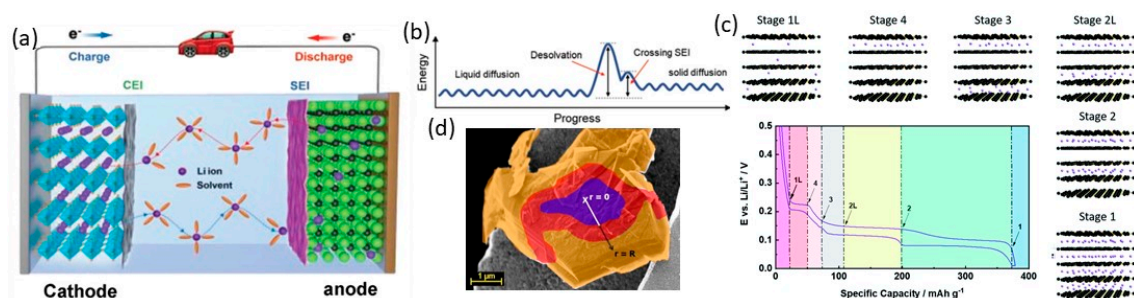 (a)
e⁻
e⁻
Charge
Discharge
CEI
SEI
Li ion
Solvent
Cathode
anode
(b)
Energy
Liquid diffusion
Desolvation
Crossing SEI
solid diffusion
Progress
(d)
r = 0
r = R
1 µm
(c)
Stage 1L
Stage 4
Stage 3
Stage 2L
Stage 2
Stage 1
E vs. Li/Li⁺ / V
0.5
0.4
0.3
0.2
0.1
0.0
1L
4
3
2L
2
1
0
100
200
300
400
Specific Capacity / mAh g⁻¹